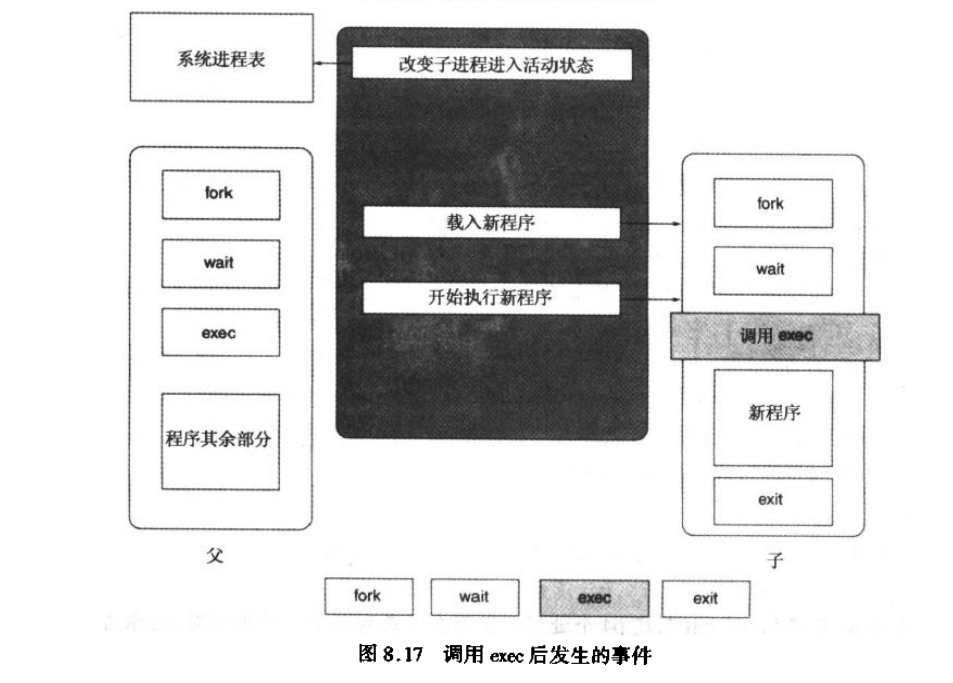 系统进程表
改变子进程进入活动状态
fork
wait
exec
程序其余部分
父
载入新程序
开始执行新程序
fork
wait
调用 exec
新程序
exit
子
fork
wait
exec
exit
图 8.17 调用 exec 后发生的事件